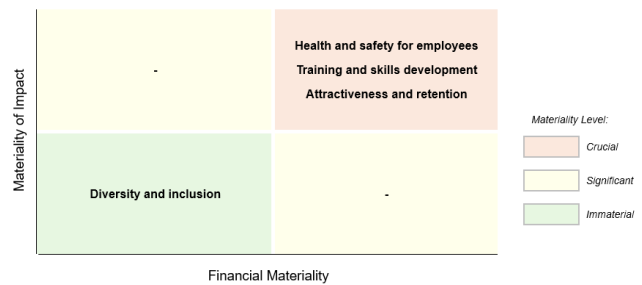 Materiality of Impact
-
Health and safety for employees
Training and skills development
Attractiveness and retention
Diversity and inclusion
-
Financial Materiality
Materiality Level:
Crucial
Significant
Immaterial